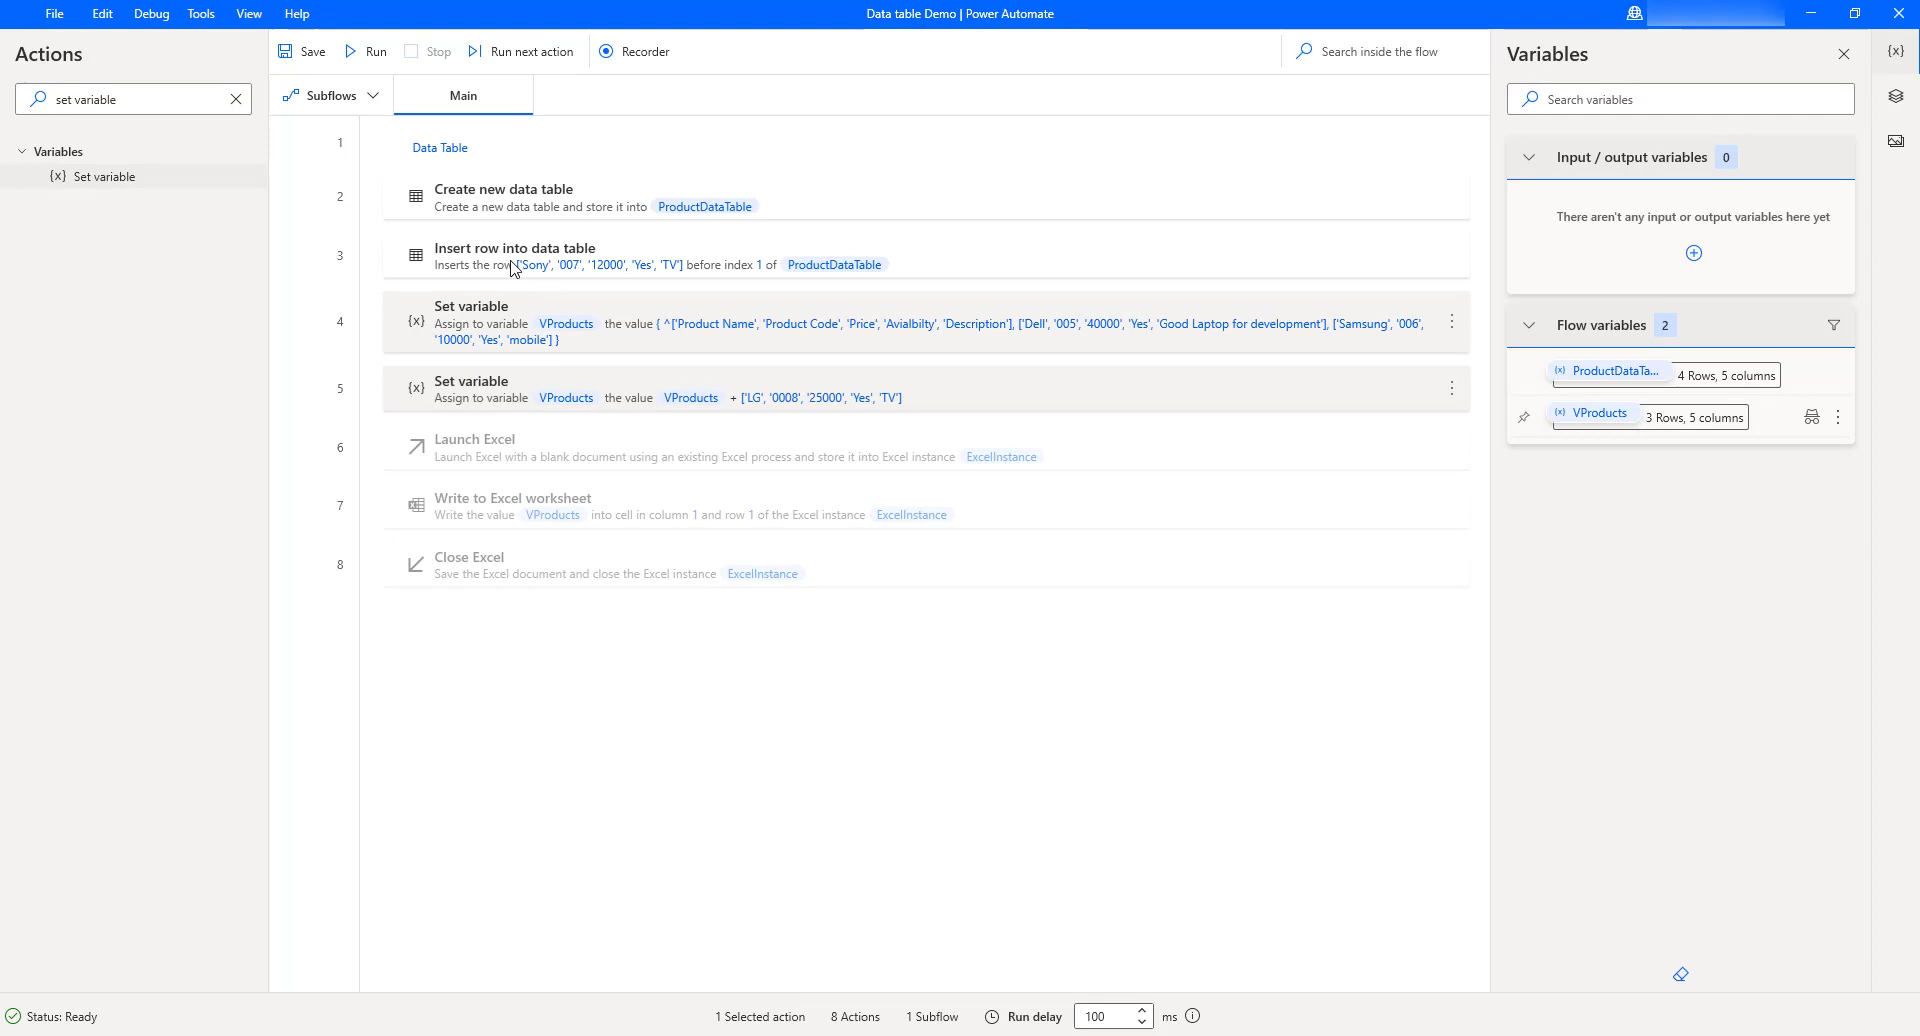 File Edit Debug Tools View Help
Data table Demo | Power Automate
Actions
set variable
Variables
{x} Set variable
Save Run Stop Run next action Recorder
Search inside the flow
Subflows Main
1 Data Table
2 Create new data table
Create a new data table and store it into ProductDataTable
3 Insert row into data table
Inserts the row ['Sony', '007', '12000', 'Yes', 'TV'] before index 1 of ProductDataTable
4 {x} Set variable
Assign to variable VProducts the value { ^['Product Name', 'Product Code', 'Price', 'Avialbilty', 'Description'], ['Dell', '005', '40000', 'Yes', 'Good Laptop for development'], ['Samsung', '006',
'10000', 'Yes', 'mobile'] }
5 {x} Set variable
Assign to variable VProducts the value VProducts + ['LG', '0008', '25000', 'Yes', 'TV']
6 Launch Excel
Launch Excel with a blank document using an existing Excel process and store it into Excel instance ExcelInstance
7 Write to Excel worksheet
Write the value VProducts into cell in column 1 and row 1 of the Excel instance ExcelInstance
8 Close Excel
Save the Excel document and close the Excel instance ExcelInstance
Variables
{x}
Search variables
Input / output variables 0
There aren't any input or output variables here yet
Flow variables 2
(x) ProductDataTa... 4 Rows, 5 columns
(x) VProducts 3 Rows, 5 columns
Status: Ready
1 Selected action 8 Actions 1 Subflow Run delay 100 ms